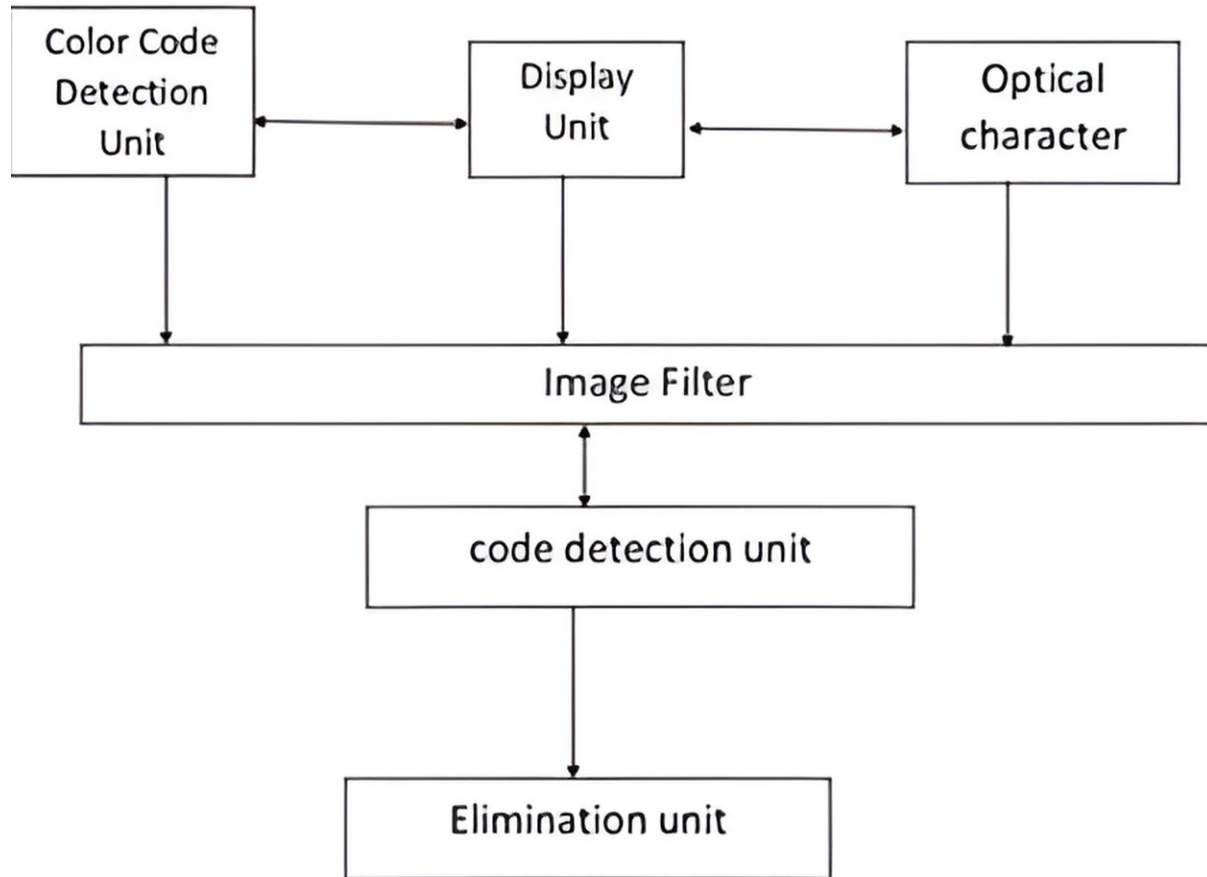 Color Code
Detection
Unit
Display
Unit
Optical
character
Image Filter
code detection unit
Elimination unit